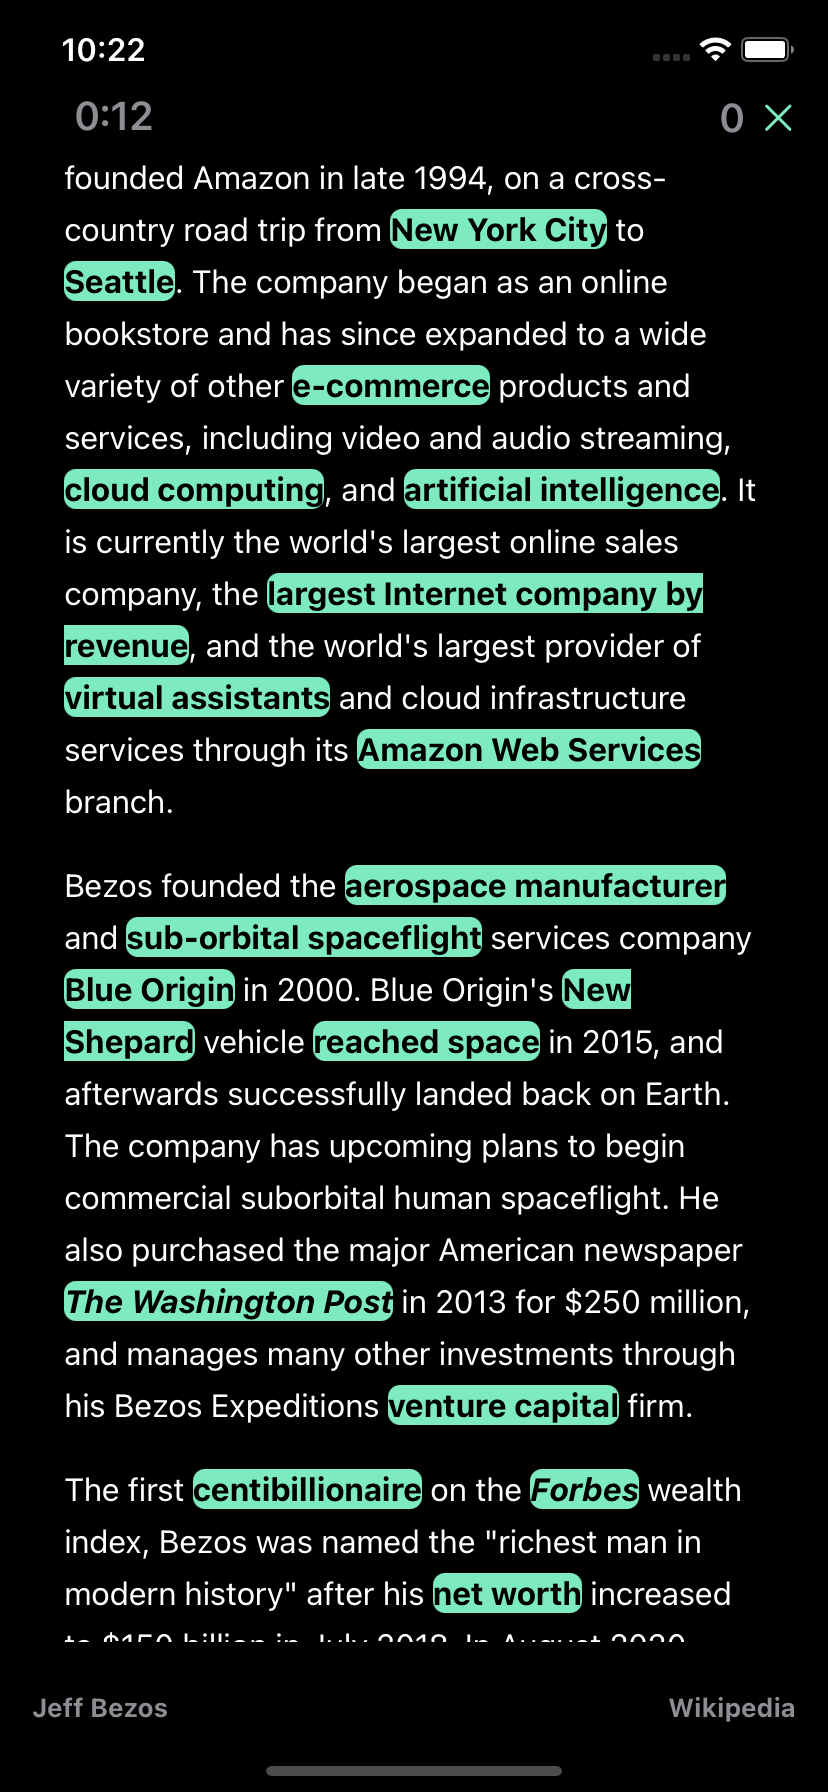 10:22
0:12
0
founded Amazon in late 1994, on a cross-
country road trip from New York City to
Seattle. The company began as an online
bookstore and has since expanded to a wide
variety of other e-commerce products and
services, including video and audio streaming,
cloud computing, and artificial intelligence. It
is currently the world's largest online sales
company, the largest Internet company by
revenue, and the world's largest provider of
virtual assistants and cloud infrastructure
services through its Amazon Web Services
branch.
Bezos founded the aerospace manufacturer
and sub-orbital spaceflight services company
Blue Origin in 2000. Blue Origin's New
Shepard vehicle reached space in 2015, and
afterwards successfully landed back on Earth.
The company has upcoming plans to begin
commercial suborbital human spaceflight. He
also purchased the major American newspaper
The Washington Post in 2013 for $250 million,
and manages many other investments through
his Bezos Expeditions venture capital firm.
The first centibillionaire on the Forbes wealth
index, Bezos was named the "richest man in
modern history" after his net worth increased
to $150 billion in July 2018. In August 2020,
Jeff Bezos
Wikipedia